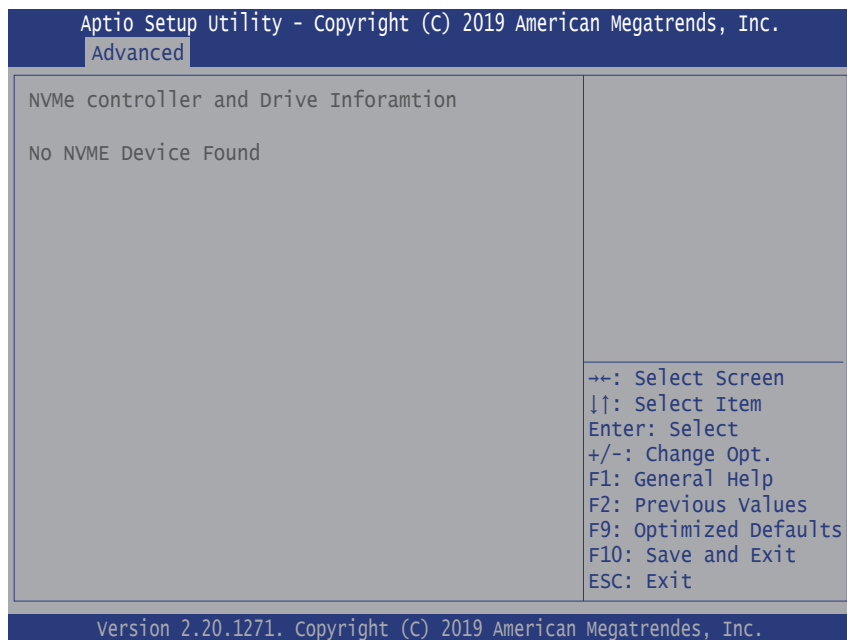 Aptio Setup Utility - Copyright (C) 2019 American Megatrends, Inc.
Advanced
NVMe controller and Drive Inforamtion
No NVME Device Found
→←: Select Screen
↓↑: Select Item
Enter: Select
+/-: Change Opt.
F1: General Help
F2: Previous Values
F9: Optimized Defaults
F10: Save and Exit
ESC: Exit
Version 2.20.1271. Copyright (C) 2019 American Megatrendes, Inc.